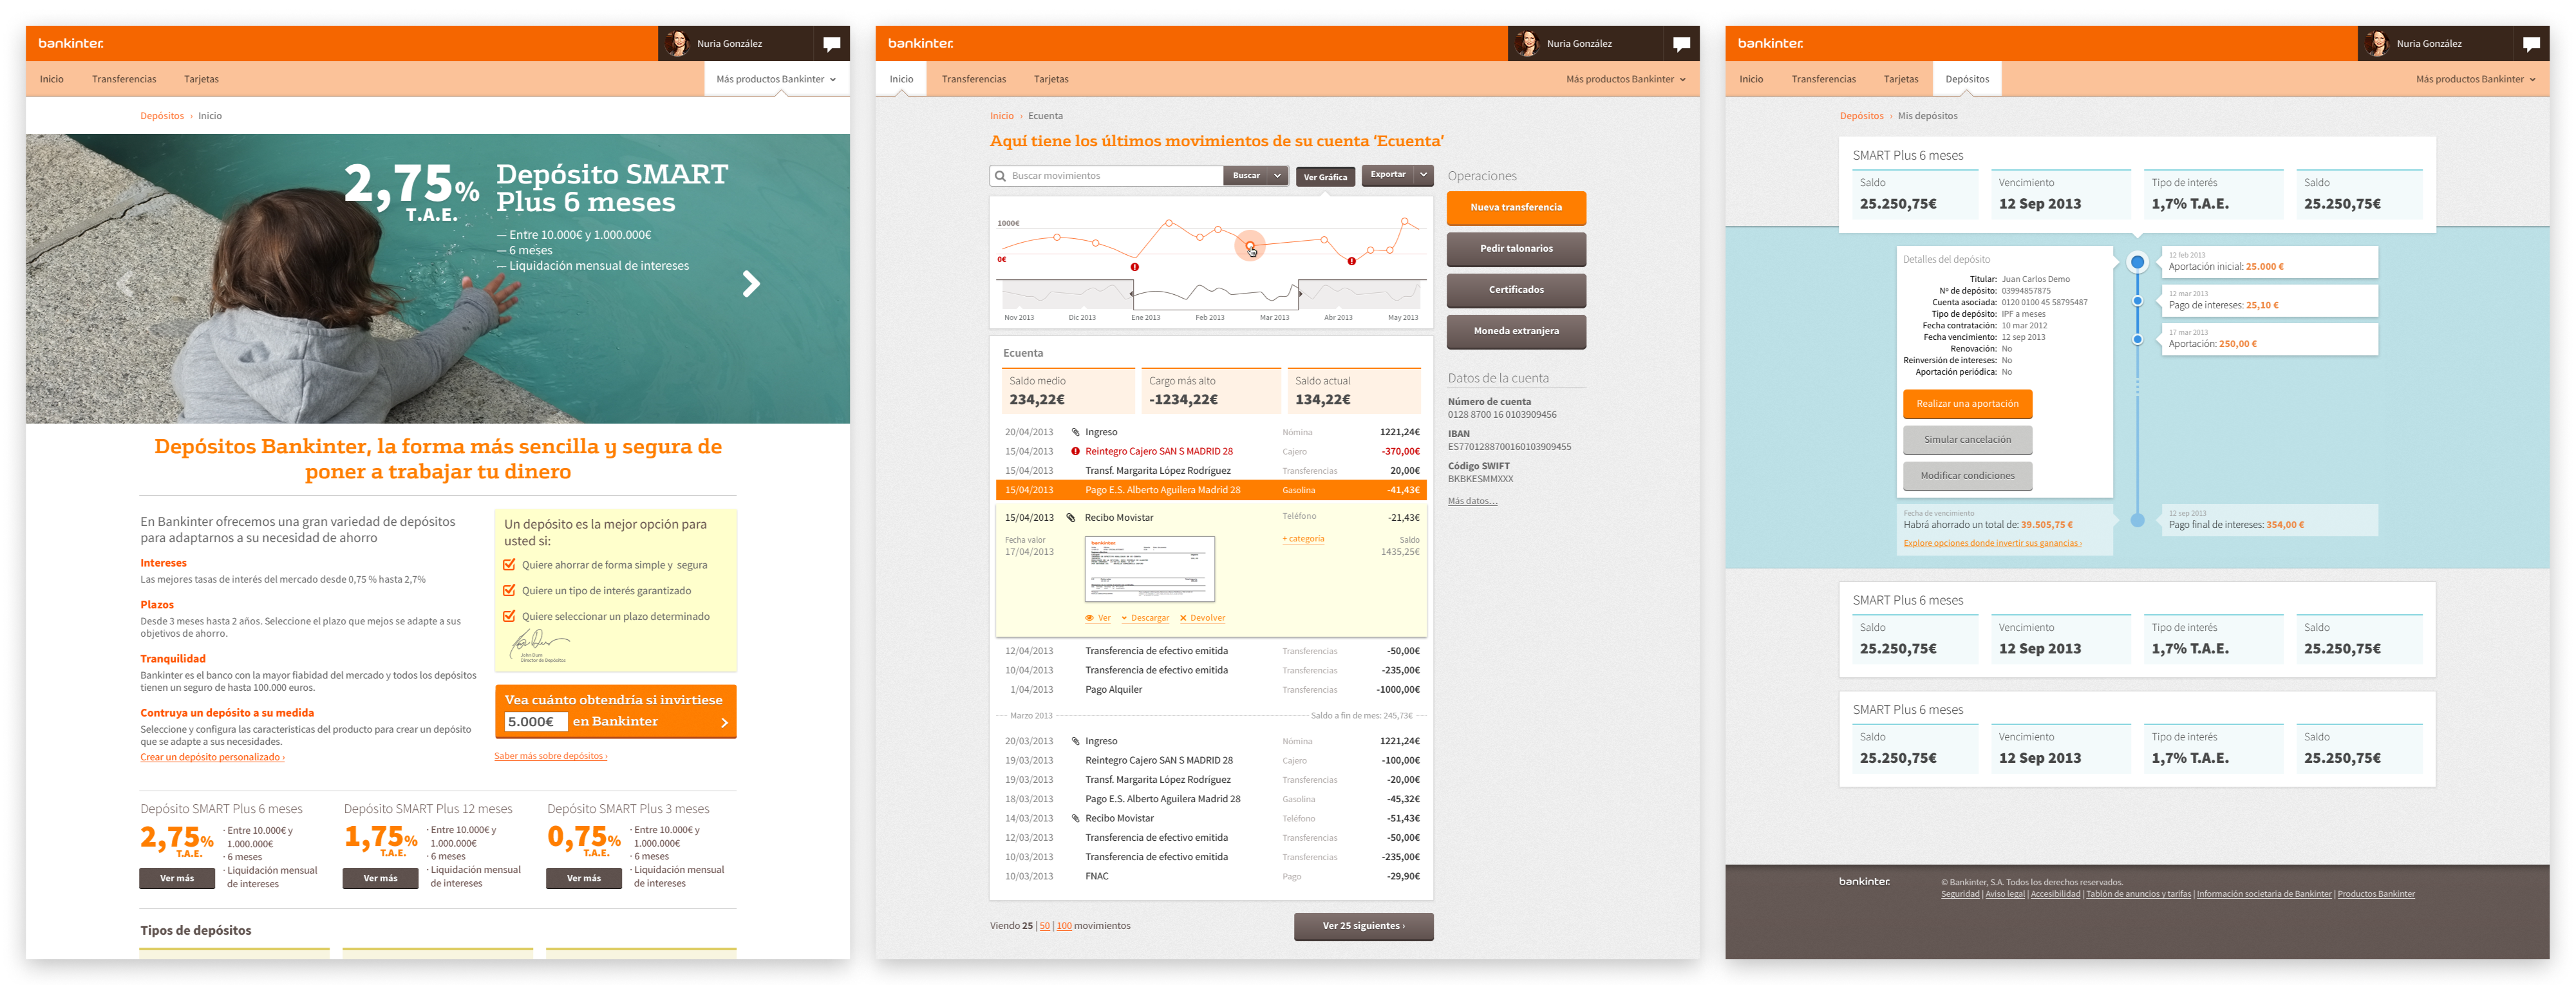 bankinter.
Nuria González
Inicio
Transferencias
Tarjetas
Más productos Bankinter
Depósitos › Inicio
2,75%
T.A.E.
Depósito SMART
Plus 6 meses
— Entre 10.000€ y 1.000.000€
— 6 meses
— Liquidación mensual de intereses
Depósitos Bankinter, la forma más sencilla y segura de
poner a trabajar tu dinero
En Bankinter ofrecemos una gran variedad de depósitos
para adaptarnos a su necesidad de ahorro
Intereses
Las mejores tasas de interés del mercado desde 0,75 % hasta 2,7%
Plazos
Desde 3 meses hasta 2 años. Seleccione el plazo que mejos se adapte a sus
objetivos de ahorro.
Tranquilidad
Bankinter es el banco con la mayor fiabidad del mercado y todos los depósitos
tienen un seguro de hasta 100.000 euros.
Contruya un depósito a su medida
Seleccione y configura las características del producto para crear un depósito
que se adapte a sus necesidades.
Crear un depósito personalizado ›
Un depósito es la mejor opción para
usted si:
Quiere ahorrar de forma simple y segura
Quiere un tipo de interés garantizado
Quiere seleccionar un plazo determinado
John Durn
Director de Depósitos
Vea cuánto obtendría si invirtiese
5.000€ en Bankinter
Saber más sobre depósitos ›
Depósito SMART Plus 6 meses
2,75%
T.A.E.
· Entre 10.000€ y
1.000.000€
· 6 meses
· Liquidación mensual
de intereses
Ver más
Depósito SMART Plus 12 meses
1,75%
T.A.E.
· Entre 10.000€ y
1.000.000€
· 6 meses
· Liquidación mensual
de intereses
Ver más
Depósito SMART Plus 3 meses
0,75%
T.A.E.
· Entre 10.000€ y
1.000.000€
· 6 meses
· Liquidación mensual
de intereses
Ver más
Tipos de depósitos
bankinter.
Nuria González
Inicio
Transferencias
Tarjetas
Más productos Bankinter
Inicio › Ecuenta
Aquí tiene los últimos movimientos de su cuenta ‘Ecuenta’
Buscar movimientos
Buscar
Ver Gráfica
Exportar
1000€
0€
Nov 2013 Dic 2013 Ene 2013 Feb 2013 Mar 2013 Abr 2013 May 2013
Ecuenta
Saldo medio
234,22€
Cargo más alto
-1234,22€
Saldo actual
134,22€
20/04/2013 Ingreso Nómina 1221,24€
15/04/2013 Reintegro Cajero SAN S MADRID 28 Cajero -370,00€
15/04/2013 Transf. Margarita López Rodríguez Transferencias 20,00€
15/04/2013 Pago E.S. Alberto Aguilera Madrid 28 Gasolina -41,43€
15/04/2013 Recibo Movistar Teléfono -21,43€
Fecha valor + categoría Saldo
17/04/2013 1435,25€
bankinter.
Ver Descargar Devolver
12/04/2013 Transferencia de efectivo emitida Transferencias -50,00€
10/04/2013 Transferencia de efectivo emitida Transferencias -235,00€
1/04/2013 Pago Alquiler Transferencias -1000,00€
Marzo 2013 Saldo a fin de mes: 245,73€
20/03/2013 Ingreso Nómina 1221,24€
19/03/2013 Reintegro Cajero SAN S MADRID 28 Cajero -100,00€
19/03/2013 Transf. Margarita López Rodríguez Transferencias -20,00€
18/03/2013 Pago E.S. Alberto Aguilera Madrid 28 Gasolina -45,32€
14/03/2013 Recibo Movistar Teléfono -51,43€
12/03/2013 Transferencia de efectivo emitida Transferencias -50,00€
10/03/2013 Transferencia de efectivo emitida Transferencias -235,00€
10/03/2013 FNAC Pago -29,90€
Viendo 25 | 50 | 100 movimientos
Ver 25 siguientes ›
Operaciones
Nueva transferencia
Pedir talonarios
Certificados
Moneda extranjera
Datos de la cuenta
Número de cuenta
0128 8700 16 0103909456
IBAN
ES7701288700160103909455
Código SWIFT
BKBKESMMXXX
Más datos...
bankinter.
Nuria González
Inicio
Transferencias
Tarjetas
Depósitos
Más productos Bankinter
Depósitos › Mis depósitos
SMART Plus 6 meses
Saldo
25.250,75€
Vencimiento
12 Sep 2013
Tipo de interés
1,7% T.A.E.
Saldo
25.250,75€
Detalles del depósito
Titular: Juan Carlos Demo
Nº de depósito: 03994857875
Cuenta asociada: 0120 0100 45 58795487
Tipo de depósito: IPF a meses
Fecha contratación: 10 mar 2012
Fecha vencimiento: 12 sep 2013
Renovación: No
Reinversión de intereses: No
Aportación periódica: No
Realizar una aportación
Simular cancelación
Modificar condiciones
12 feb 2013
Aportación inicial: 25.000 €
12 mar 2013
Pago de intereses: 25,10 €
17 mar 2013
Aportación: 250,00 €
Fecha de vencimiento
Habrá ahorrado un total de: 39.505,75 €
Explore opciones donde invertir sus ganancias ›
12 sep 2013
Pago final de intereses: 354,00 €
SMART Plus 6 meses
Saldo
25.250,75€
Vencimiento
12 Sep 2013
Tipo de interés
1,7% T.A.E.
Saldo
25.250,75€
SMART Plus 6 meses
Saldo
25.250,75€
Vencimiento
12 Sep 2013
Tipo de interés
1,7% T.A.E.
Saldo
25.250,75€
bankinter.
© Bankinter, S.A. Todos los derechos reservados.
Seguridad | Aviso legal | Accesibilidad | Tablón de anuncios y tarifas | Información societaria de Bankinter | Productos Bankinter